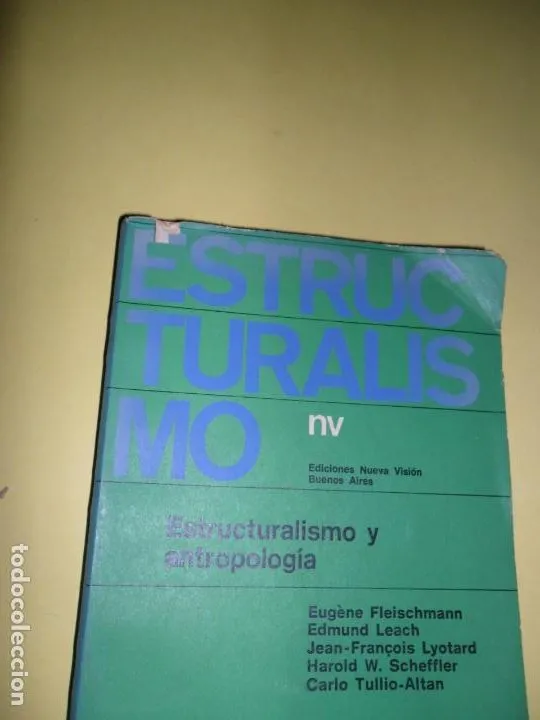 ESTRUC
TURALIS
MO
nv
Ediciones Nueva Visión
Buenos Aires
Estructuralismo y
antropología
Eugène Fleischmann
Edmund Leach
Jean-François Lyotard
Harold W. Scheffler
Carlo Tullio-Altan
todocoleccion.net